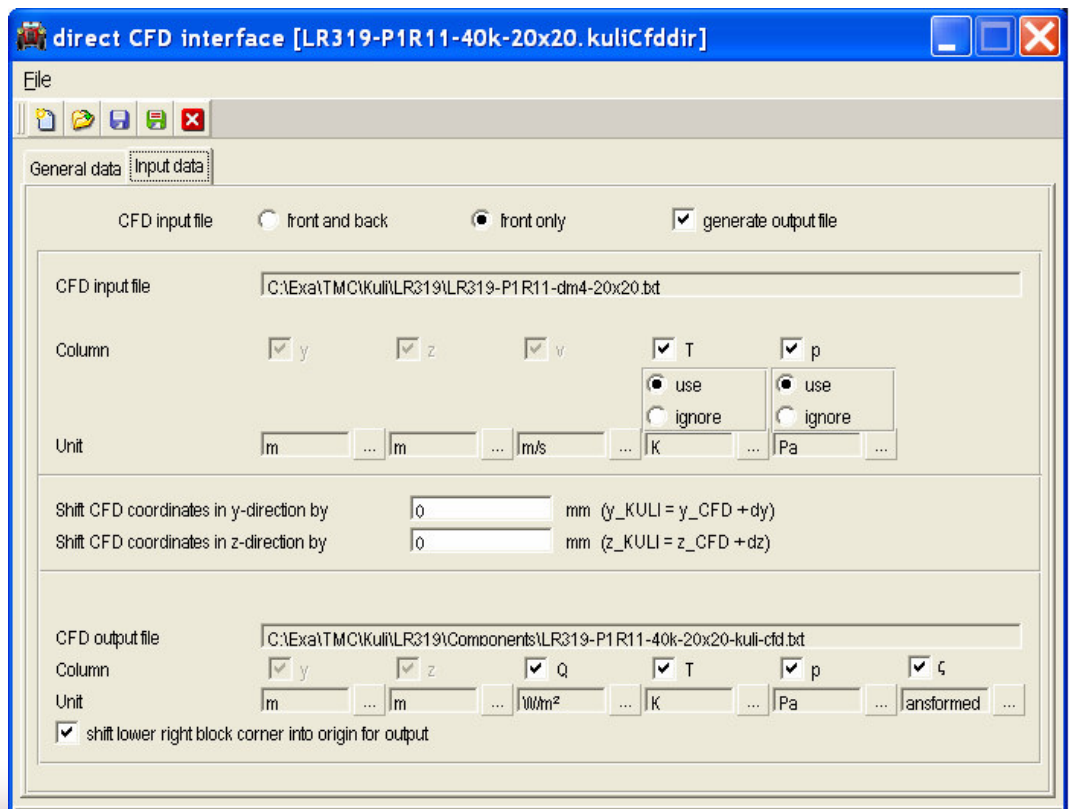 direct CFD interface [LR319-P1R11-40k-20x20.kuliCfddir]
File
General data Input data
CFD input file front and back front only generate output file
CFD input file C:\Exa\TMC\Kuli\LR319\LR319-P1R11-dm4-20x20.txt
Column y z v T p
use use
ignore ignore
Unit m ... m ... m/s ... K ... Pa ...
Shift CFD coordinates in y-direction by 0 mm (y_KULI = y_CFD + dy)
Shift CFD coordinates in z-direction by 0 mm (z_KULI = z_CFD + dz)
CFD output file C:\Exa\TMC\Kuli\LR319\Components\LR319-P1R11-40k-20x20-kuli-cfd.txt
Column y z Q T p ζ
Unit m ... m ... W/m² ... K ... Pa ... ansformed ...
shift lower right block corner into origin for output